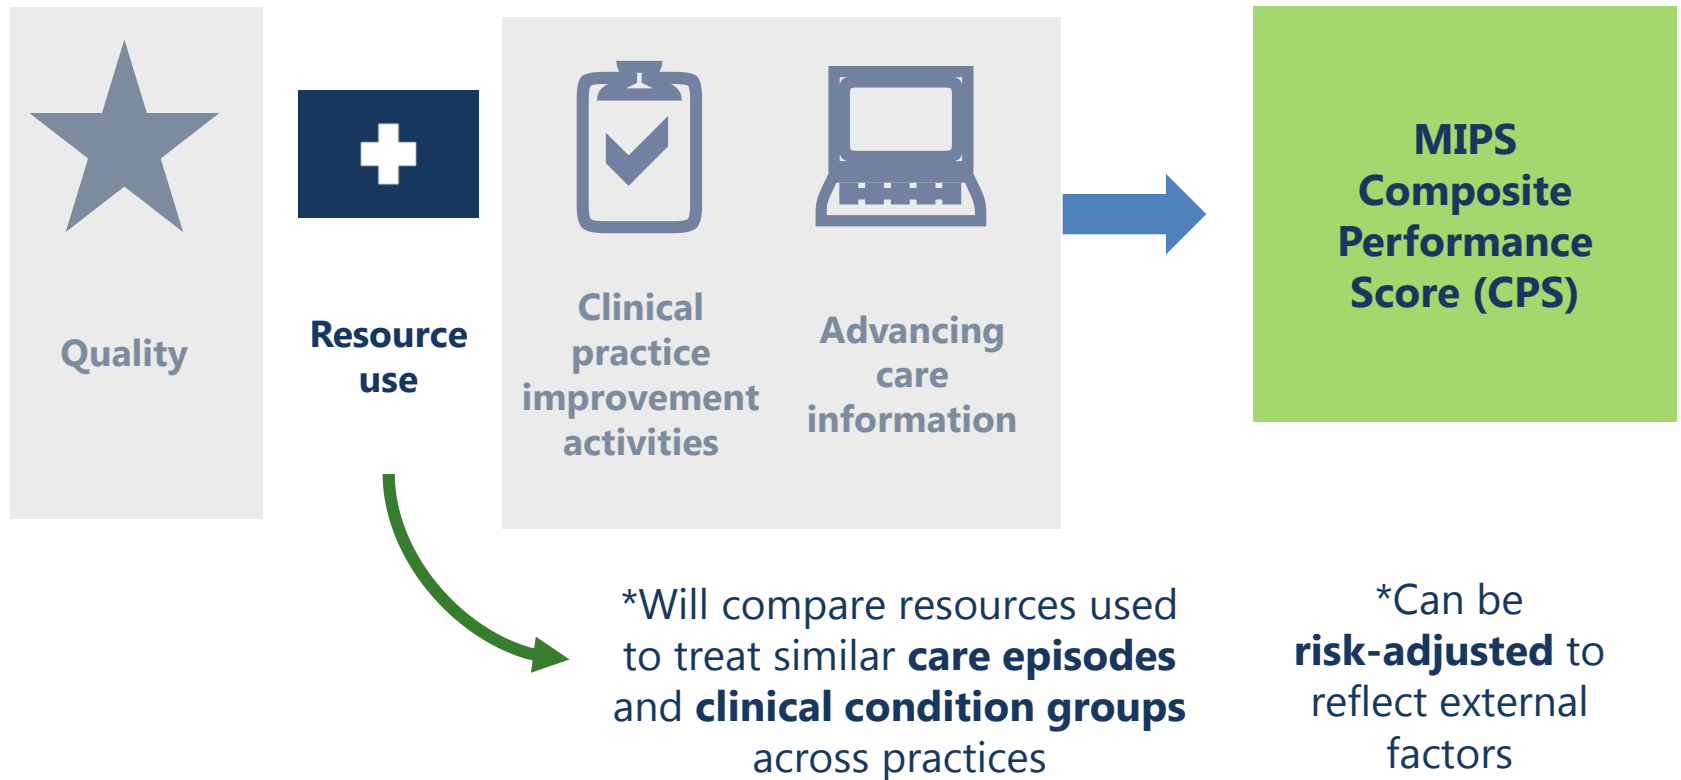 Quality
Resource
use
Clinical
practice
improvement
activities
Advancing
care
information
MIPS
Composite
Performance
Score (CPS)
*Will compare resources used
to treat similar care episodes
and clinical condition groups
across practices
*Can be
risk-adjusted to
reflect external
factors